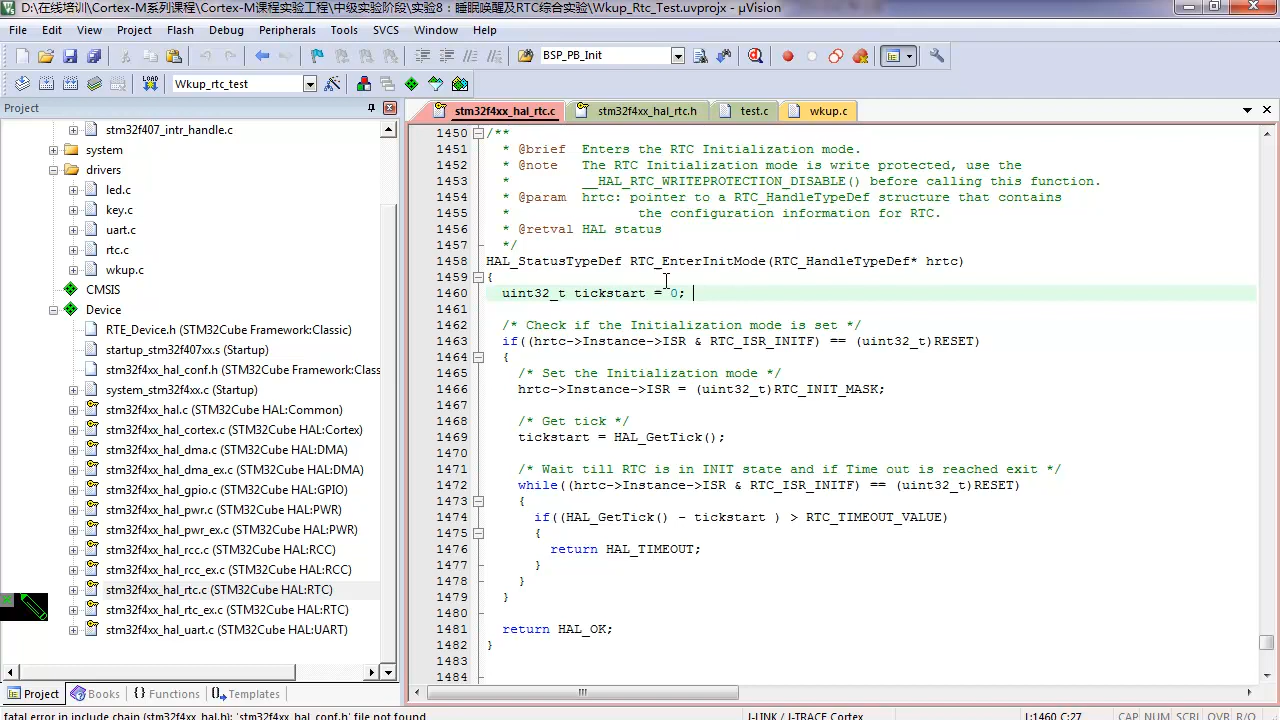 D:\在线培训\Cortex-M系列课程\Cortex-M课程实验工程\中级实验阶段\实验8：睡眠唤醒及RTC综合实验\Wkup_Rtc_Test.uvprojx - µVision
File Edit View Project Flash Debug Peripherals Tools SVCS Window Help
BSP_PB_Init
LOAD Wkup_rtc_test
Project
stm32f407_intr_handle.c
system
drivers
led.c
key.c
uart.c
rtc.c
wkup.c
CMSIS
Device
RTE_Device.h (STM32Cube Framework:Classic)
startup_stm32f407xx.s (Startup)
stm32f4xx_hal_conf.h (STM32Cube Framework:Class
system_stm32f4xx.c (Startup)
stm32f4xx_hal.c (STM32Cube HAL:Common)
stm32f4xx_hal_cortex.c (STM32Cube HAL:Cortex)
stm32f4xx_hal_dma.c (STM32Cube HAL:DMA)
stm32f4xx_hal_dma_ex.c (STM32Cube HAL:DMA)
stm32f4xx_hal_gpio.c (STM32Cube HAL:GPIO)
stm32f4xx_hal_pwr.c (STM32Cube HAL:PWR)
stm32f4xx_hal_pwr_ex.c (STM32Cube HAL:PWR)
stm32f4xx_hal_rcc.c (STM32Cube HAL:RCC)
stm32f4xx_hal_rcc_ex.c (STM32Cube HAL:RCC)
stm32f4xx_hal_rtc.c (STM32Cube HAL:RTC)
stm32f4xx_hal_rtc_ex.c (STM32Cube HAL:RTC)
stm32f4xx_hal_uart.c (STM32Cube HAL:UART)
Project Books Functions Templates
stm32f4xx_hal_rtc.c stm32f4xx_hal_rtc.h test.c wkup.c
1450 /**
1451 * @brief Enters the RTC Initialization mode.
1452 * @note The RTC Initialization mode is write protected, use the
1453 * __HAL_RTC_WRITEPROTECTION_DISABLE() before calling this function.
1454 * @param hrtc: pointer to a RTC_HandleTypeDef structure that contains
1455 * the configuration information for RTC.
1456 * @retval HAL status
1457 */
1458 HAL_StatusTypeDef RTC_EnterInitMode(RTC_HandleTypeDef* hrtc)
1459 {
1460 uint32_t tickstart = 0;
1461
1462 /* Check if the Initialization mode is set */
1463 if((hrtc->Instance->ISR & RTC_ISR_INITF) == (uint32_t)RESET)
1464 {
1465 /* Set the Initialization mode */
1466 hrtc->Instance->ISR = (uint32_t)RTC_INIT_MASK;
1467
1468 /* Get tick */
1469 tickstart = HAL_GetTick();
1470
1471 /* Wait till RTC is in INIT state and if Time out is reached exit */
1472 while((hrtc->Instance->ISR & RTC_ISR_INITF) == (uint32_t)RESET)
1473 {
1474 if((HAL_GetTick() - tickstart ) > RTC_TIMEOUT_VALUE)
1475 {
1476 return HAL_TIMEOUT;
1477 }
1478 }
1479 }
1480
1481 return HAL_OK;
1482 }
1483
1484
fatal error in include chain (stm32f4xx_hal.h): 'stm32f4xx_hal_conf.h' file not found
J-LINK / J-TRACE Cortex L:1460 C:27 CAP NUM SCRL OVR R/O